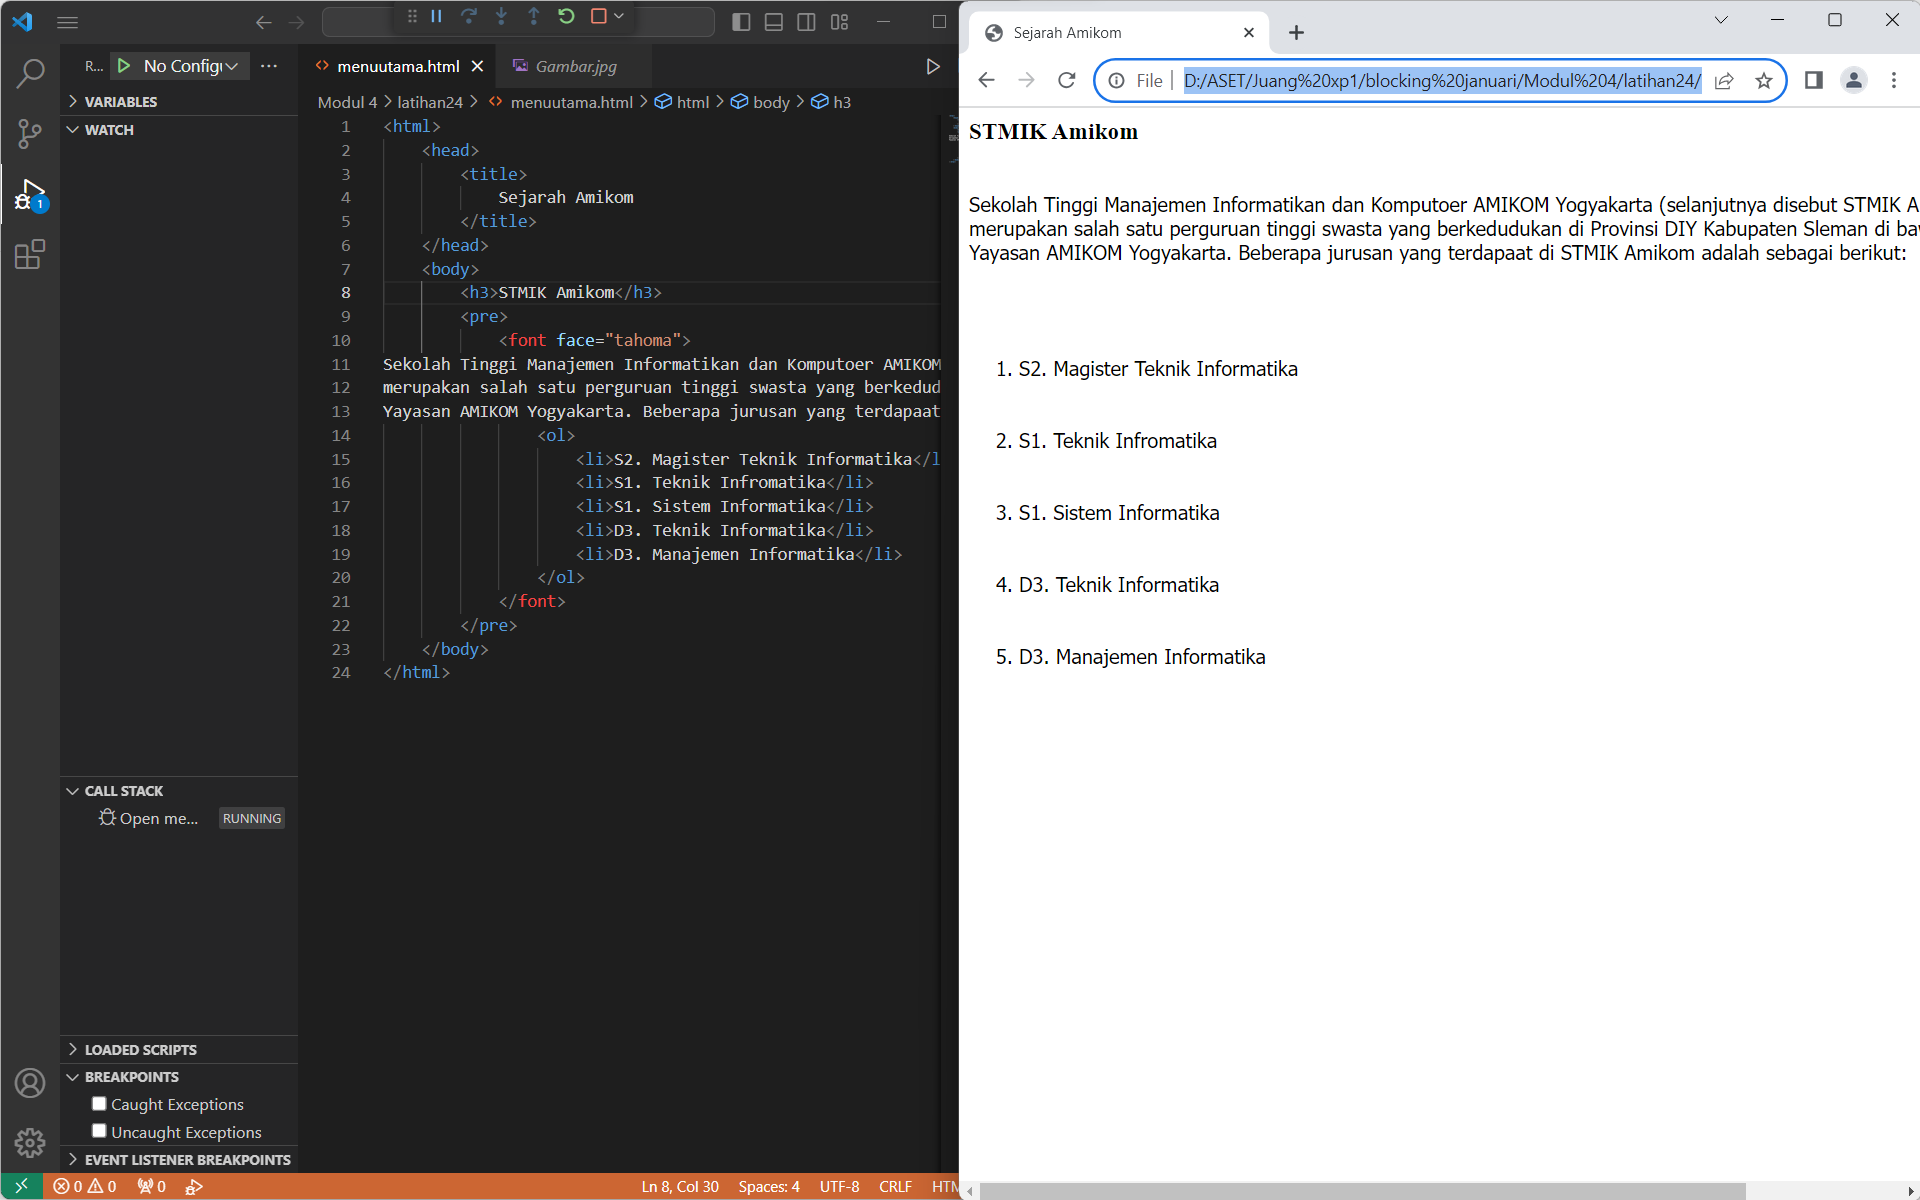 R...
No Config
VARIABLES
WATCH
CALL STACK
Open me...
RUNNING
LOADED SCRIPTS
BREAKPOINTS
Caught Exceptions
Uncaught Exceptions
EVENT LISTENER BREAKPOINTS
menuutama.html
Gambar.jpg
Modul 4 > latihan24 > menuutama.html > html > body > h3
1 <html>
2 <head>
3 <title>
4 Sejarah Amikom
5 </title>
6 </head>
7 <body>
8 <h3>STMIK Amikom</h3>
9 <pre>
10 <font face="tahoma">
11 Sekolah Tinggi Manajemen Informatikan dan Komputoer AMIKOM
12 merupakan salah satu perguruan tinggi swasta yang berkedud
13 Yayasan AMIKOM Yogyakarta. Beberapa jurusan yang terdapaat
14 <ol>
15 <li>S2. Magister Teknik Informatika</l
16 <li>S1. Teknik Infromatika</li>
17 <li>S1. Sistem Informatika</li>
18 <li>D3. Teknik Informatika</li>
19 <li>D3. Manajemen Informatika</li>
20 </ol>
21 </font>
22 </pre>
23 </body>
24 </html>
1
0 0 0
Ln 8, Col 30 Spaces: 4 UTF-8 CRLF HTM
Sejarah Amikom
File | D:/ASET/Juang%20xp1/blocking%20januari/Modul%204/latihan24/
STMIK Amikom
Sekolah Tinggi Manajemen Informatikan dan Komputoer AMIKOM Yogyakarta (selanjutnya disebut STMIK A
merupakan salah satu perguruan tinggi swasta yang berkedudukan di Provinsi DIY Kabupaten Sleman di baw
Yayasan AMIKOM Yogyakarta. Beberapa jurusan yang terdapaat di STMIK Amikom adalah sebagai berikut:
1. S2. Magister Teknik Informatika
2. S1. Teknik Infromatika
3. S1. Sistem Informatika
4. D3. Teknik Informatika
5. D3. Manajemen Informatika